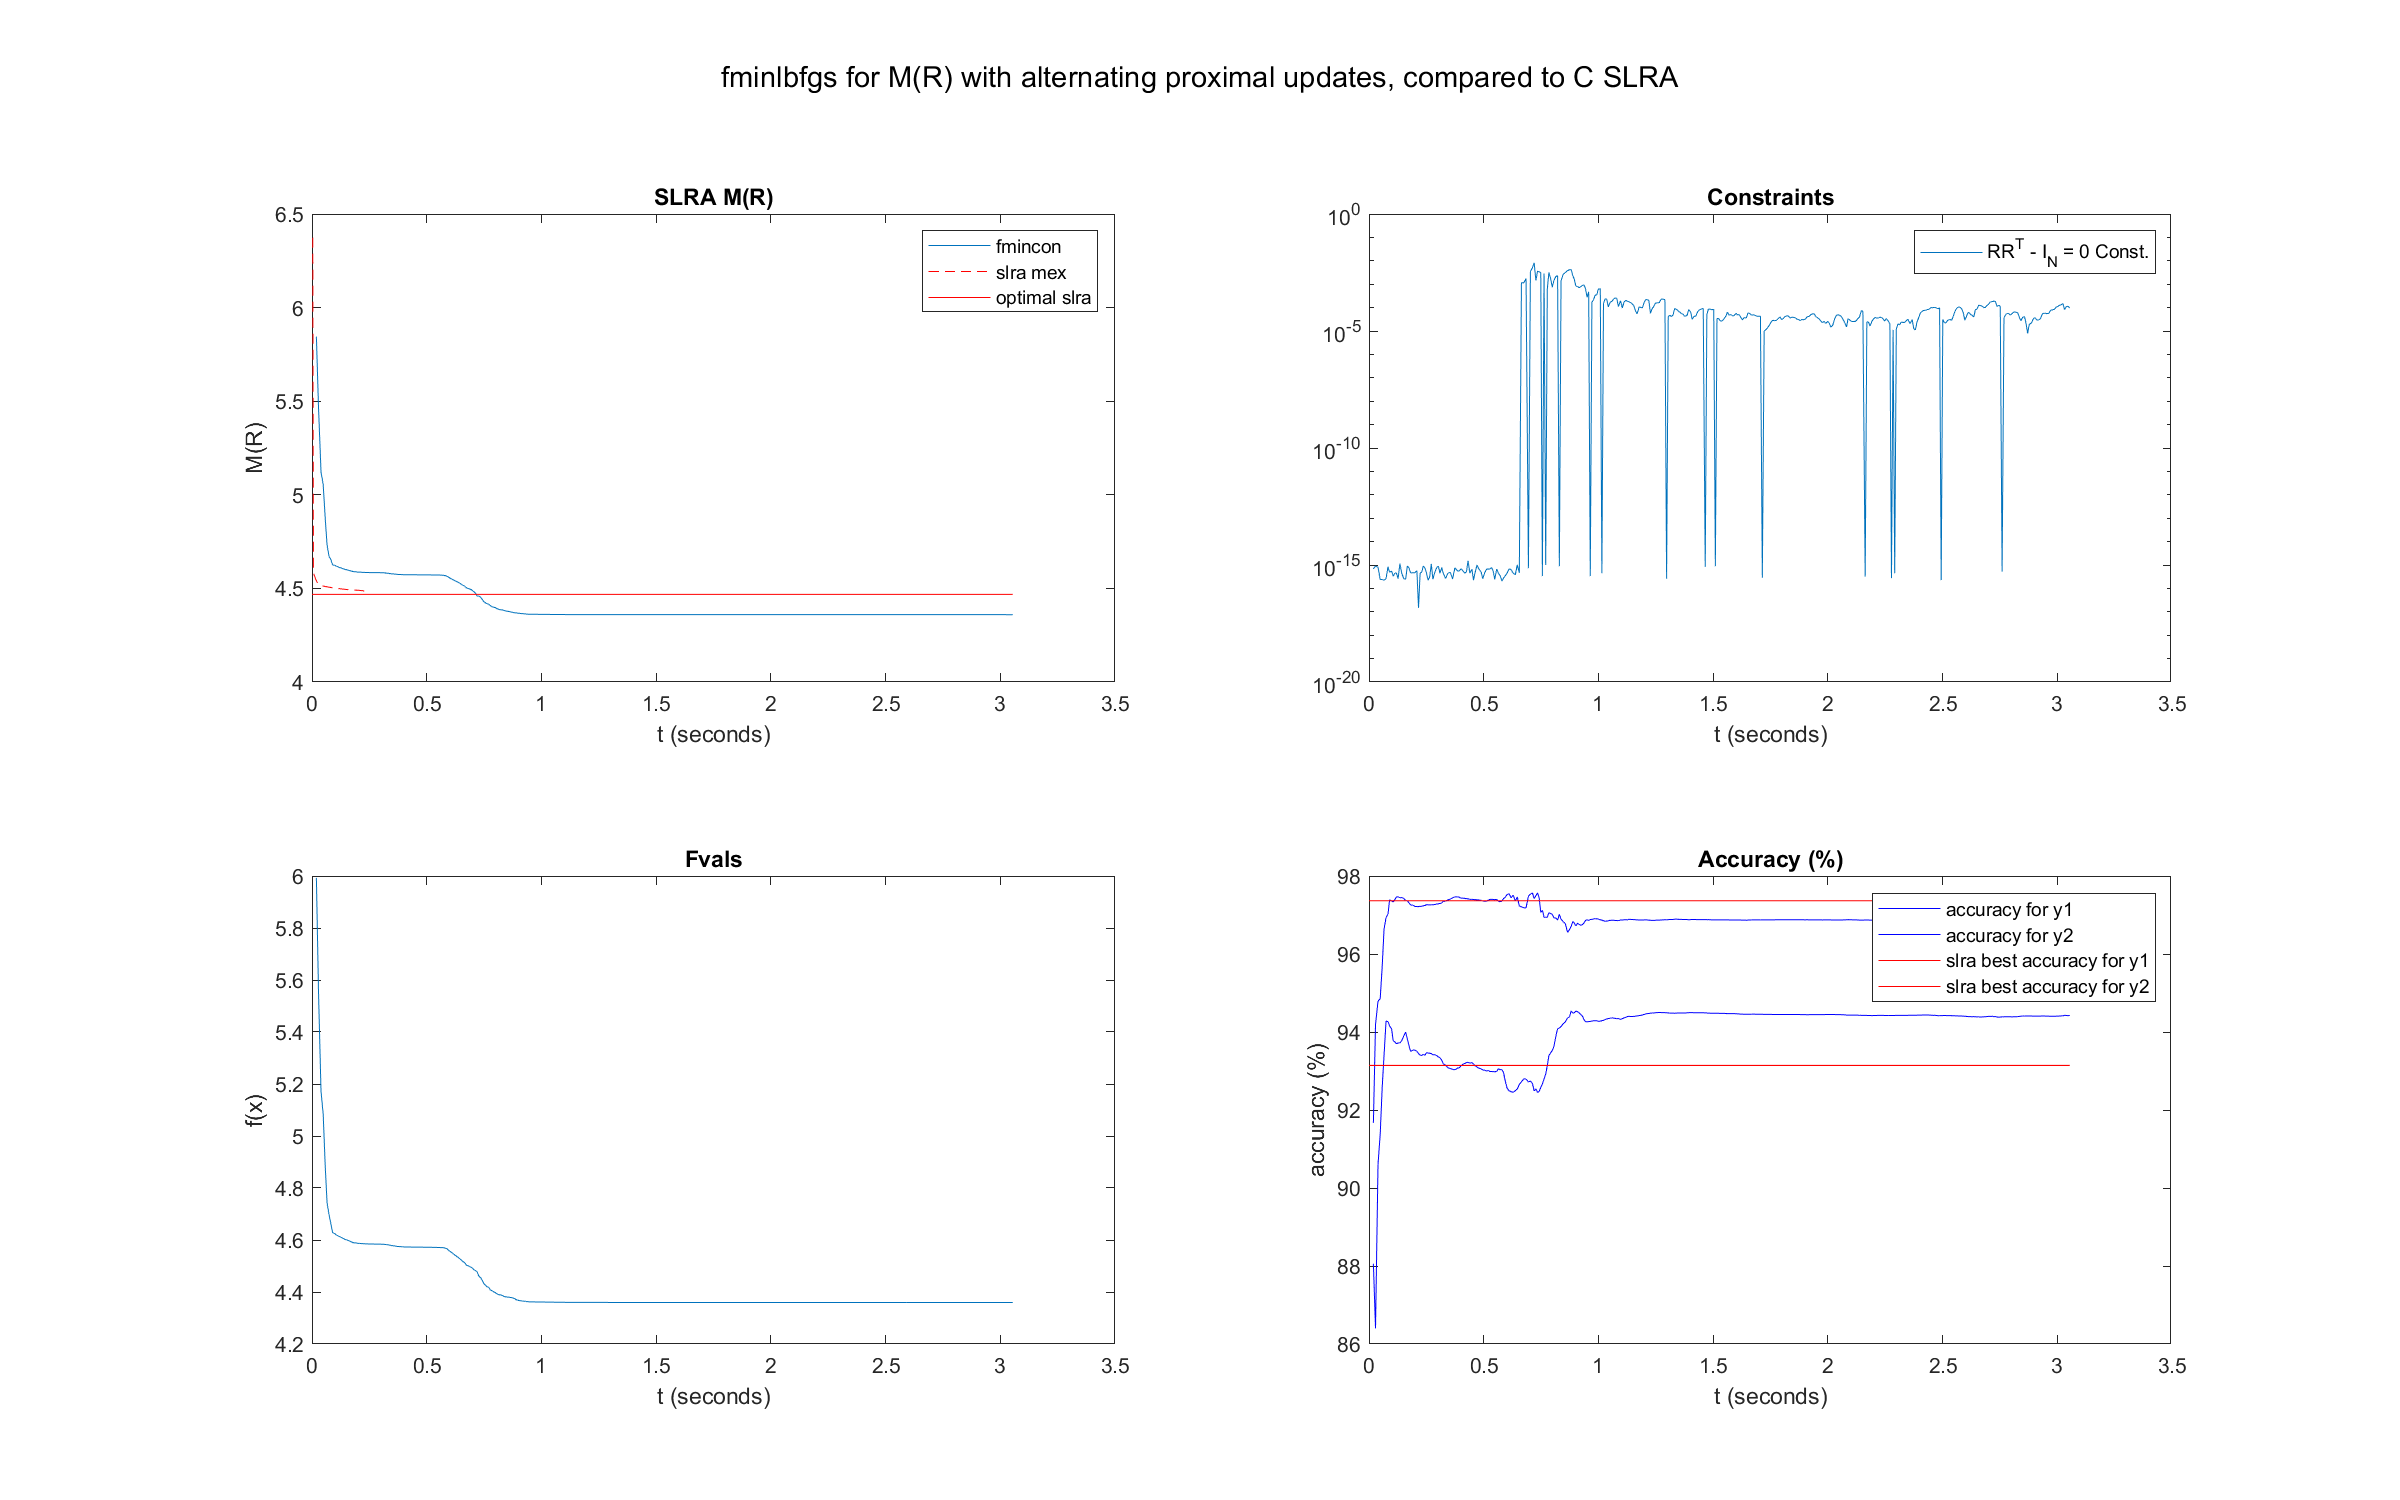 fminlbfgs for M(R) with alternating proximal updates, compared to C SLRA
SLRA M(R)
6.5
6
5.5
5
4.5
4
M(R)
0 0.5 1 1.5 2 2.5 3 3.5
t (seconds)
fmincon
slra mex
optimal slra
Constraints
10^0
10^-5
10^-10
10^-15
10^-20
0 0.5 1 1.5 2 2.5 3 3.5
t (seconds)
RR^T - I_N = 0 Const.
Fvals
6
5.8
5.6
5.4
5.2
5
4.8
4.6
4.4
4.2
f(x)
0 0.5 1 1.5 2 2.5 3 3.5
t (seconds)
Accuracy (%)
98
96
94
92
90
88
86
accuracy (%)
0 0.5 1 1.5 2 2.5 3 3.5
t (seconds)
accuracy for y1
accuracy for y2
slra best accuracy for y1
slra best accuracy for y2